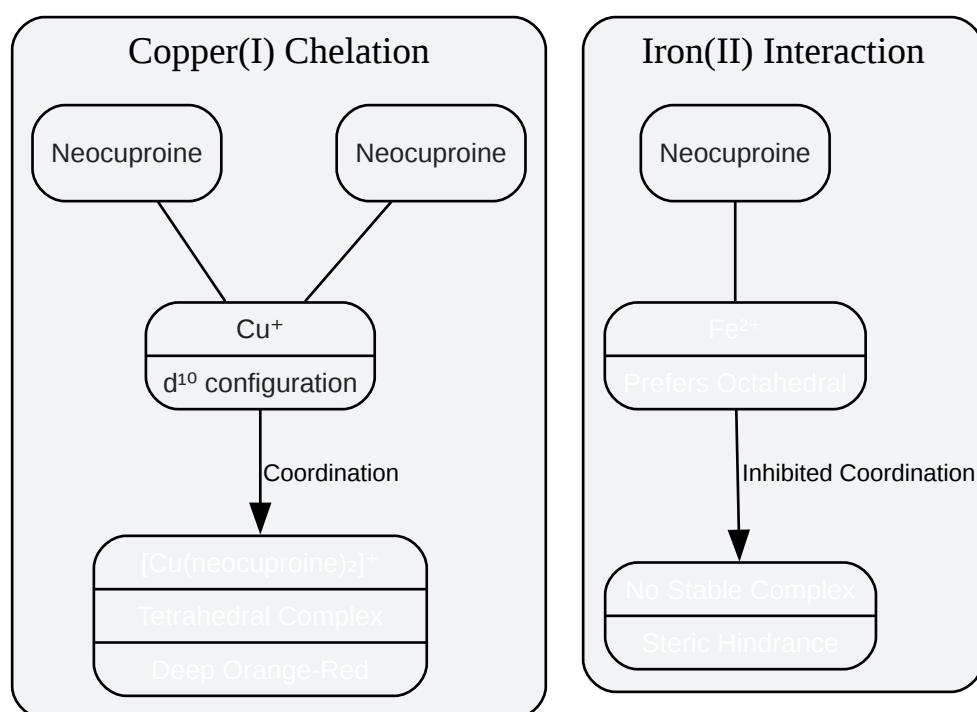 Copper(I) Chelation
Neocuproine
Neocuproine
Cu⁺
d¹⁰ configuration
Coordination
[Cu(neocuproine)₂]⁺
Tetrahedral Complex
Deep Orange-Red
Iron(II) Interaction
Neocuproine
Fe²⁺
Prefers Octahedral
Inhibited Coordination
No Stable Complex
Steric Hindrance